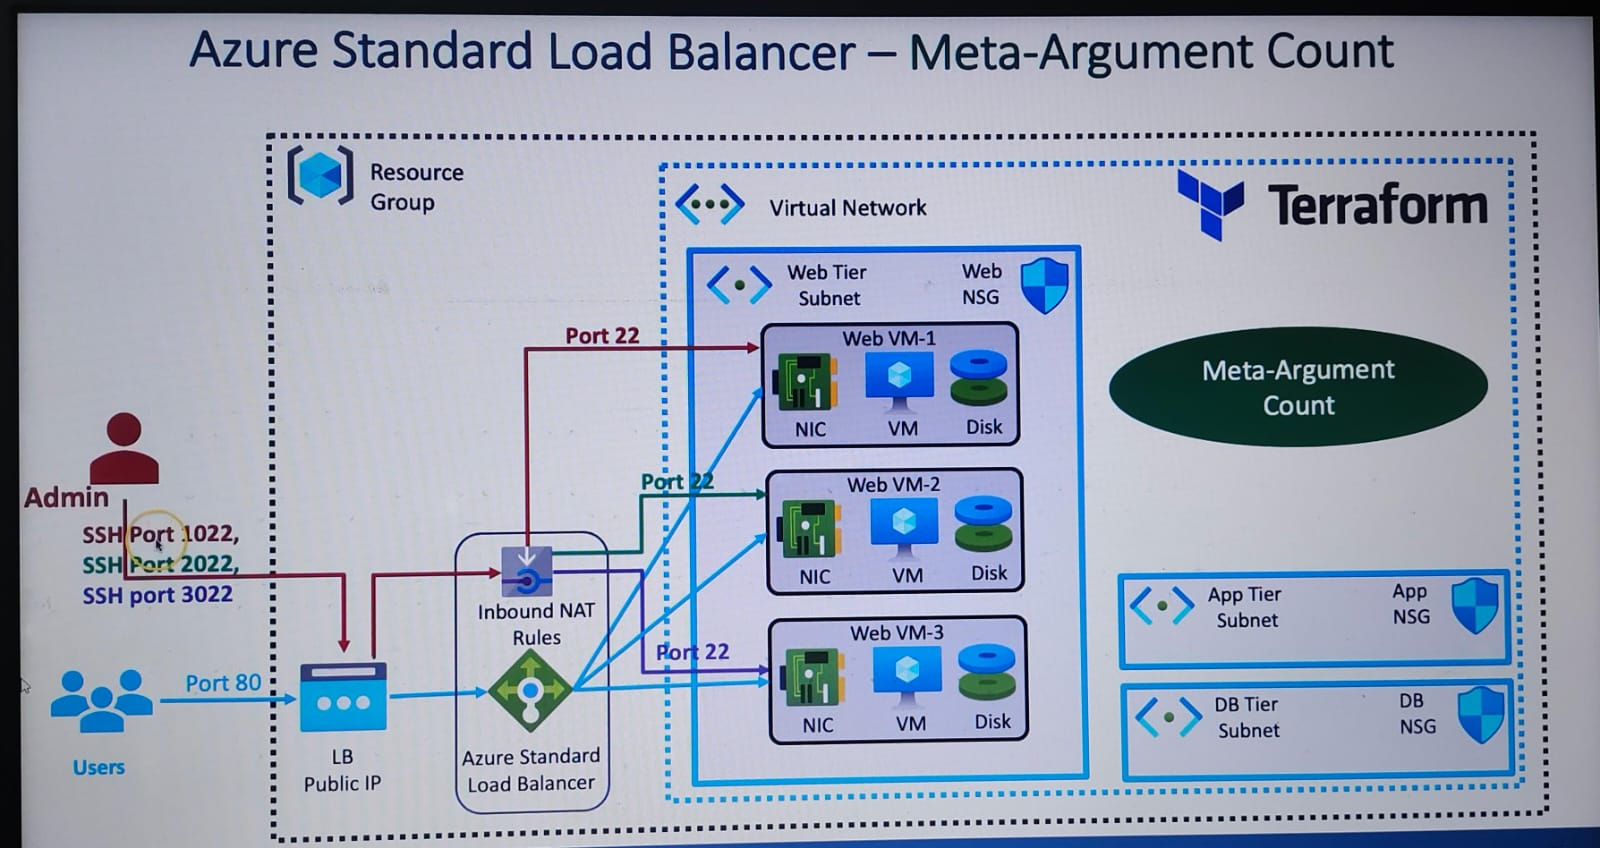 Azure Standard Load Balancer – Meta-Argument Count
Resource
Group
Virtual Network
Terraform
Web Tier
Subnet
Web
NSG
Port 22
Web VM-1
NIC
VM
Disk
Meta-Argument
Count
Port 22
Web VM-2
NIC
VM
Disk
Admin
SSH Port 1022,
SSH Port 2022,
SSH port 3022
Inbound NAT
Rules
Port 22
Web VM-3
NIC
VM
Disk
App Tier
Subnet
App
NSG
Port 80
Users
LB
Public IP
Azure Standard
Load Balancer
DB Tier
Subnet
DB
NSG